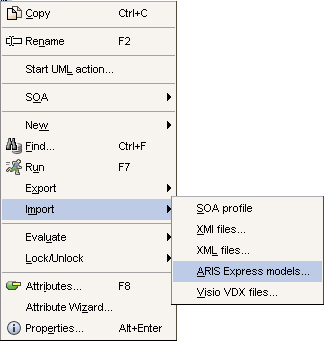 Copy Ctrl+C
Rename F2
Start UML action...
SOA
New
Find... Ctrl+F
Run F7
Export
Import
Evaluate
Lock/Unlock
Attributes... F8
Attribute Wizard...
Properties... Alt+Enter
SOA profile
XMI files...
XML files...
ARIS Express models...
Visio VDX files...